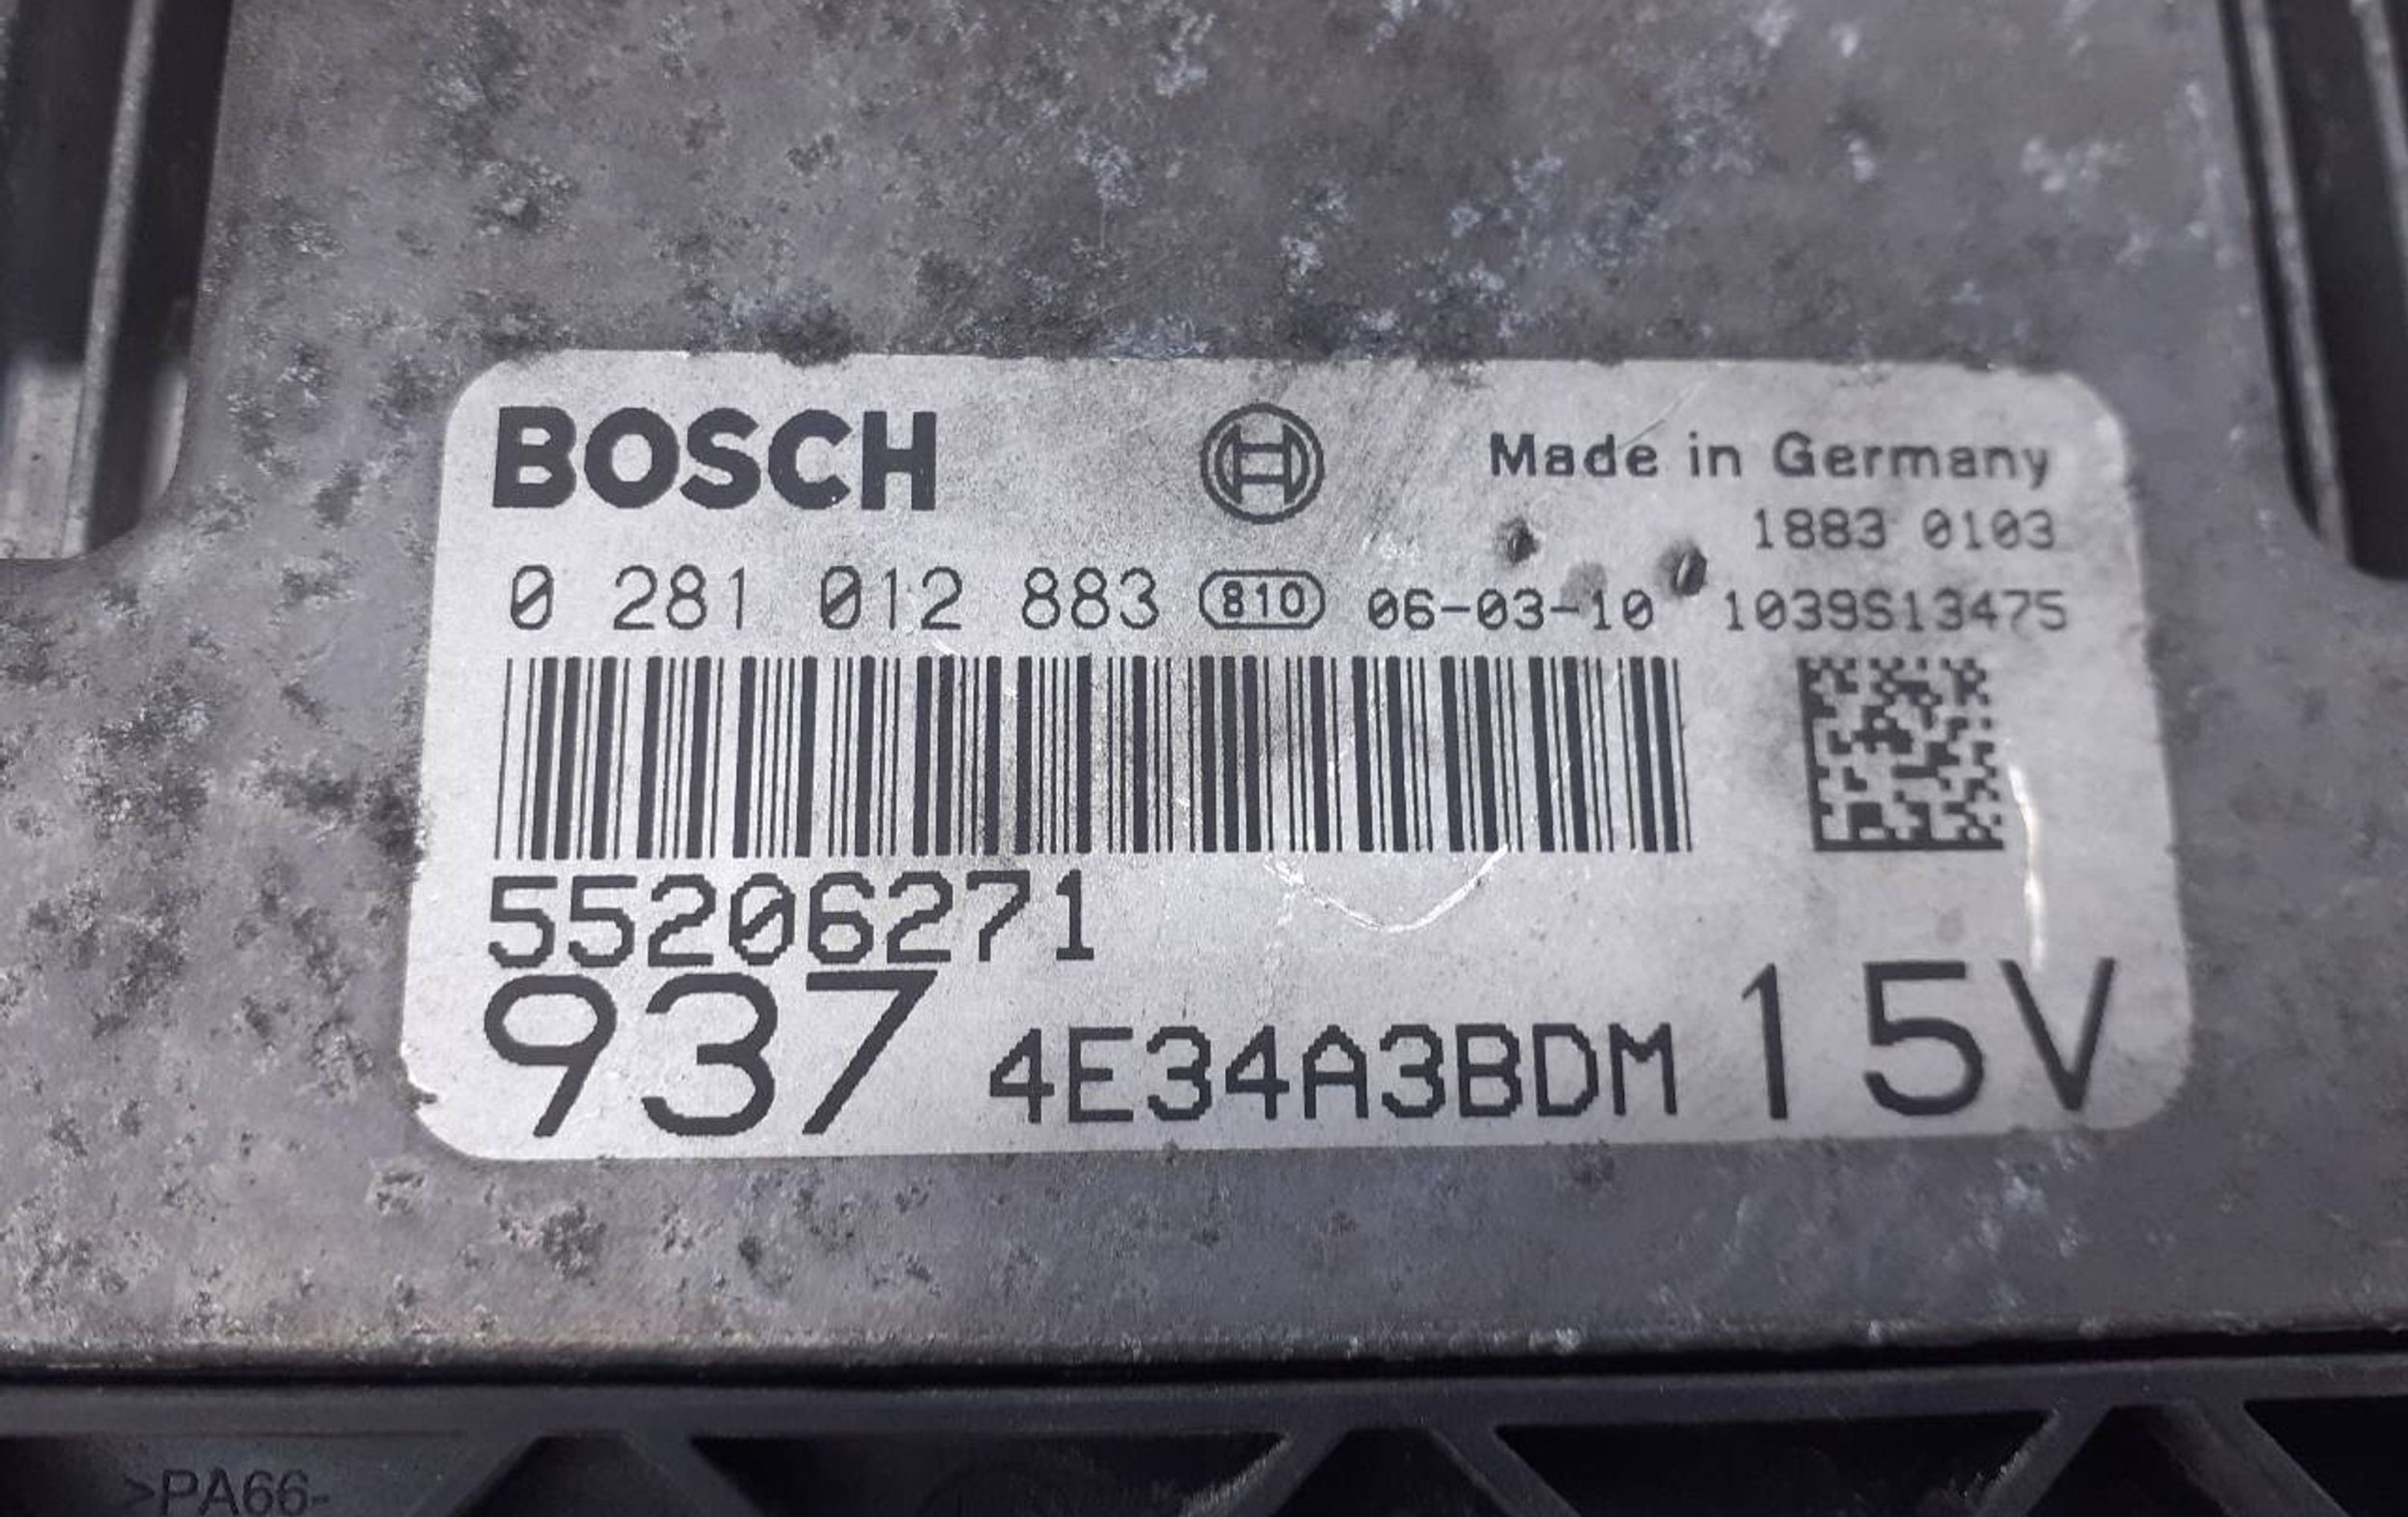 BOSCH
Made in Germany
1883 0103
0 281 012 883 810 06-03-10 1039S13475
55206271
937 4E34A3BDM 15V
>PA66-